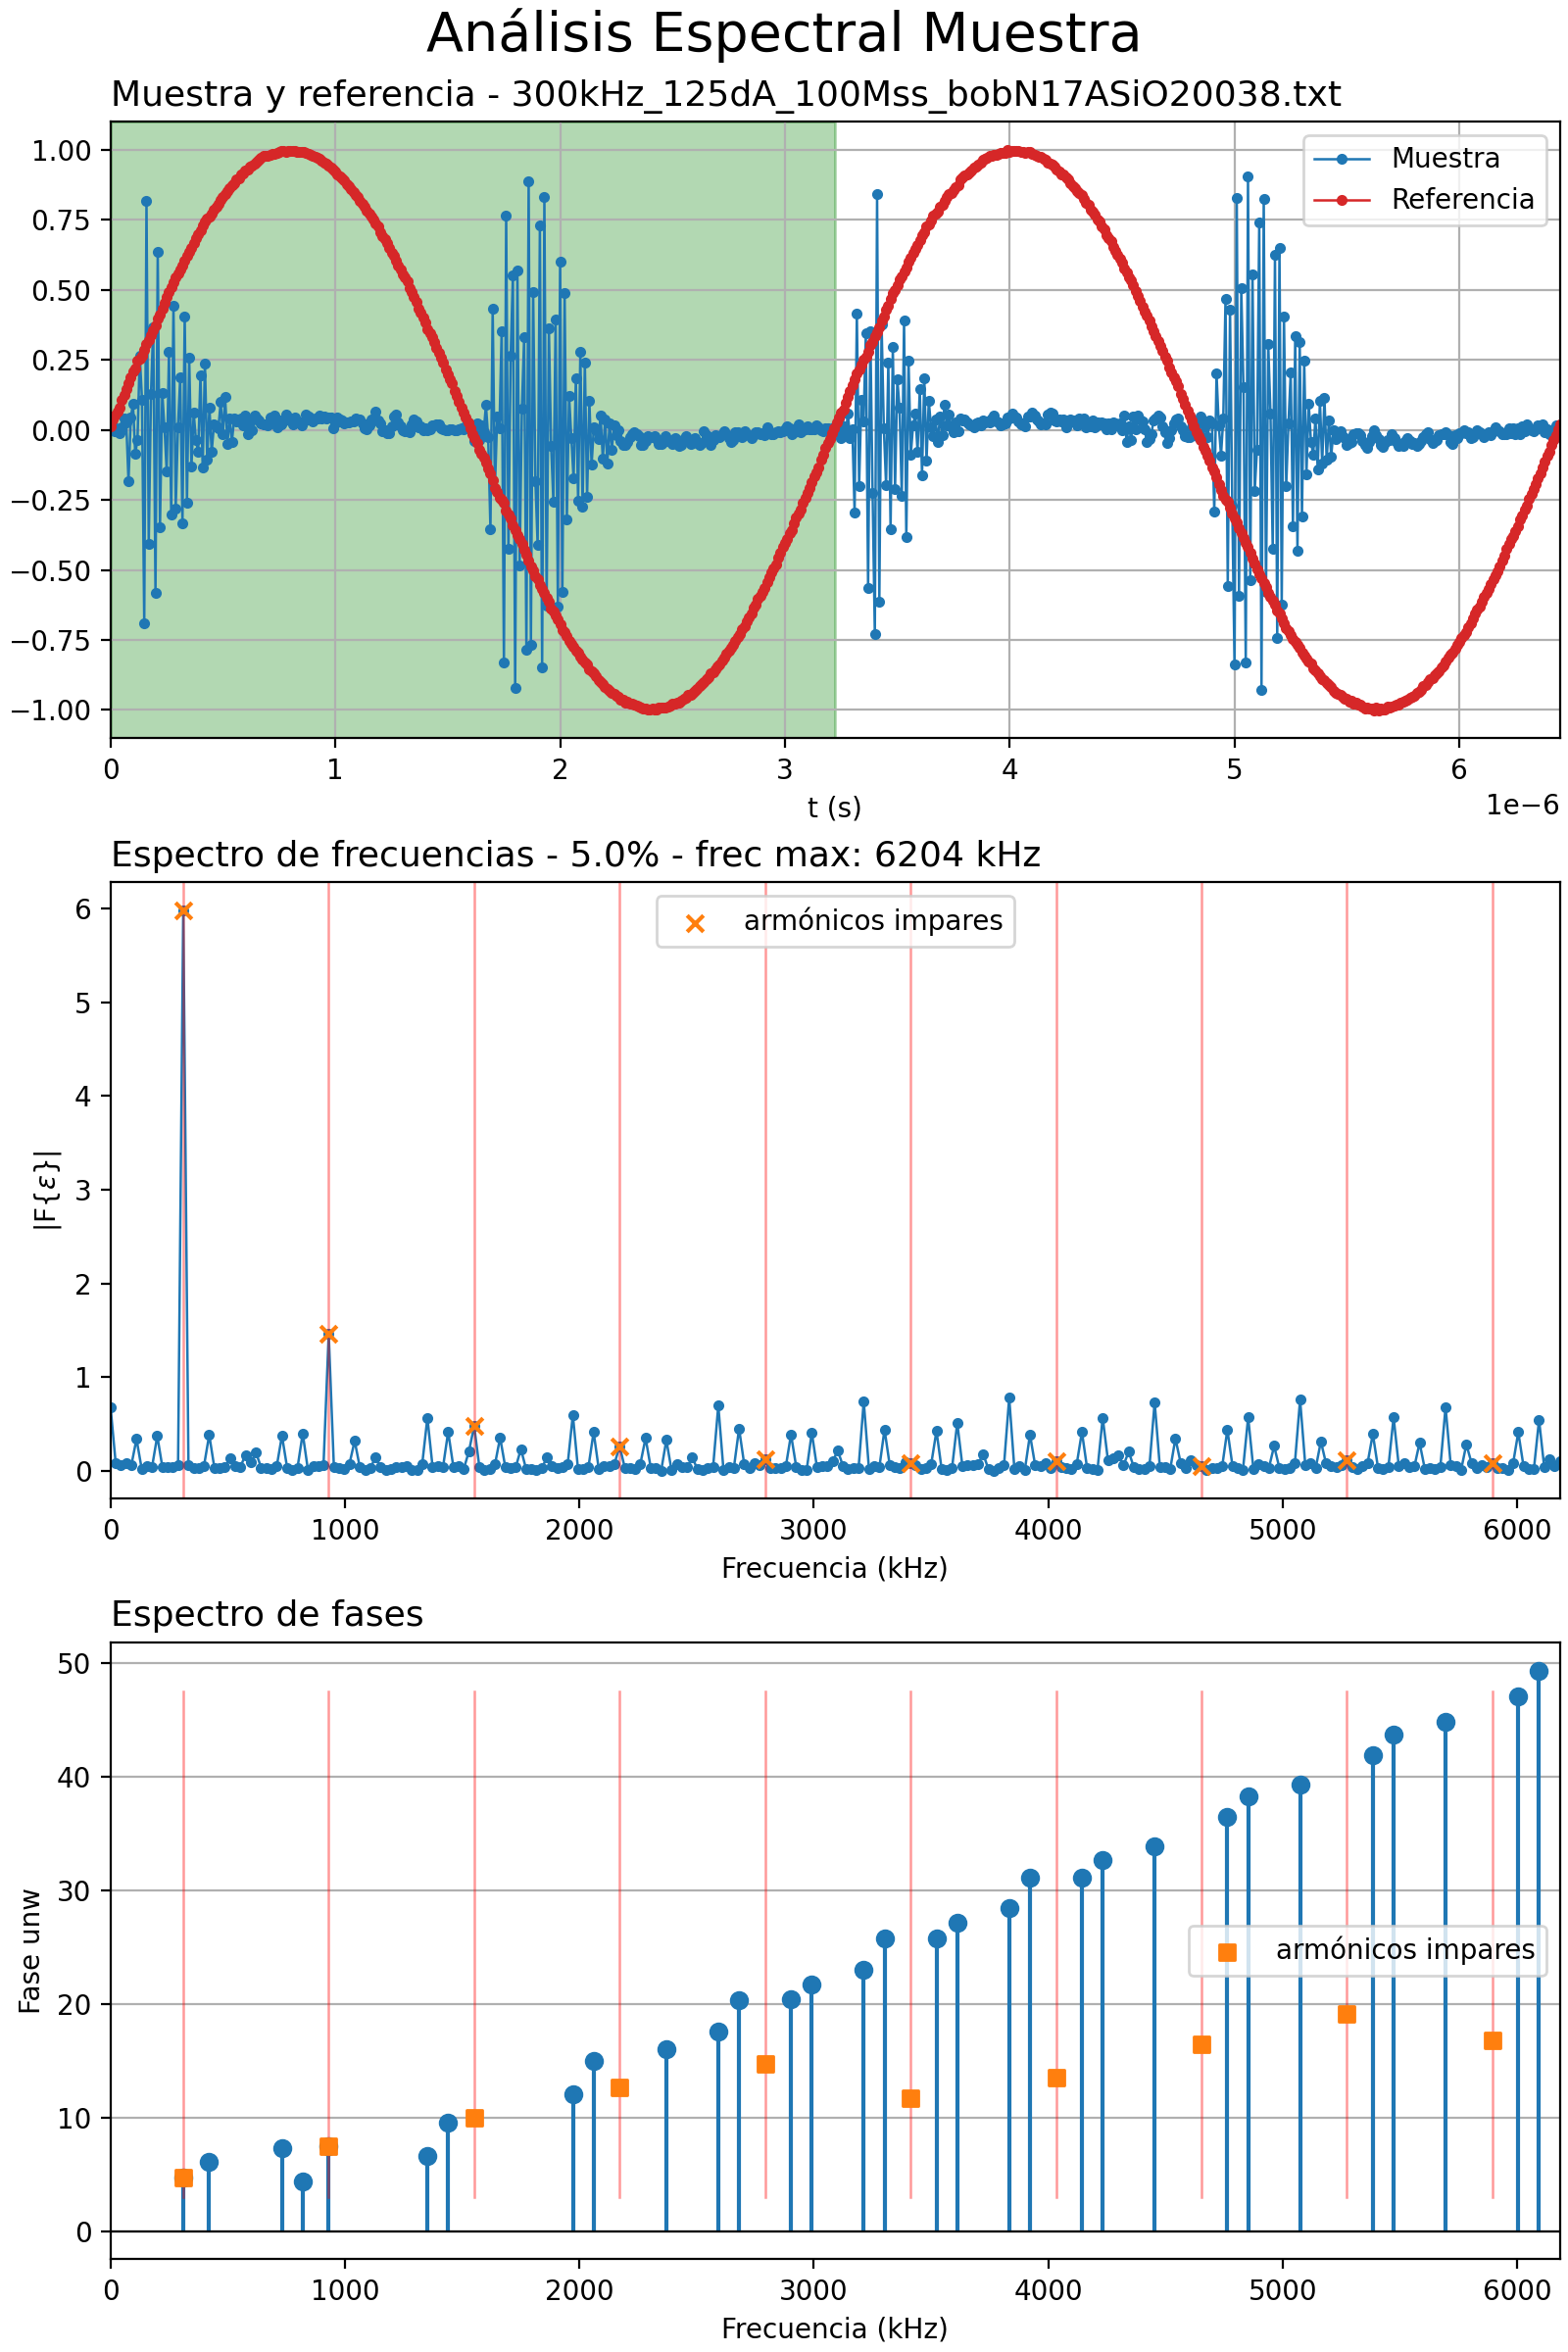 Análisis Espectral Muestra
Muestra y referencia - 300kHz_125dA_100Mss_bobN17ASiO20038.txt
1.00
0.75
0.50
0.25
0.00
−0.25
−0.50
−0.75
−1.00
Muestra
Referencia
0 1 2 3 4 5 6
t (s)
1e−6
Espectro de frecuencias - 5.0% - frec max: 6204 kHz
6
5
4
3
2
1
0
|F{ε}|
armónicos impares
0 1000 2000 3000 4000 5000 6000
Frecuencia (kHz)
Espectro de fases
50
40
30
20
10
0
Fase unw
armónicos impares
0 1000 2000 3000 4000 5000 6000
Frecuencia (kHz)